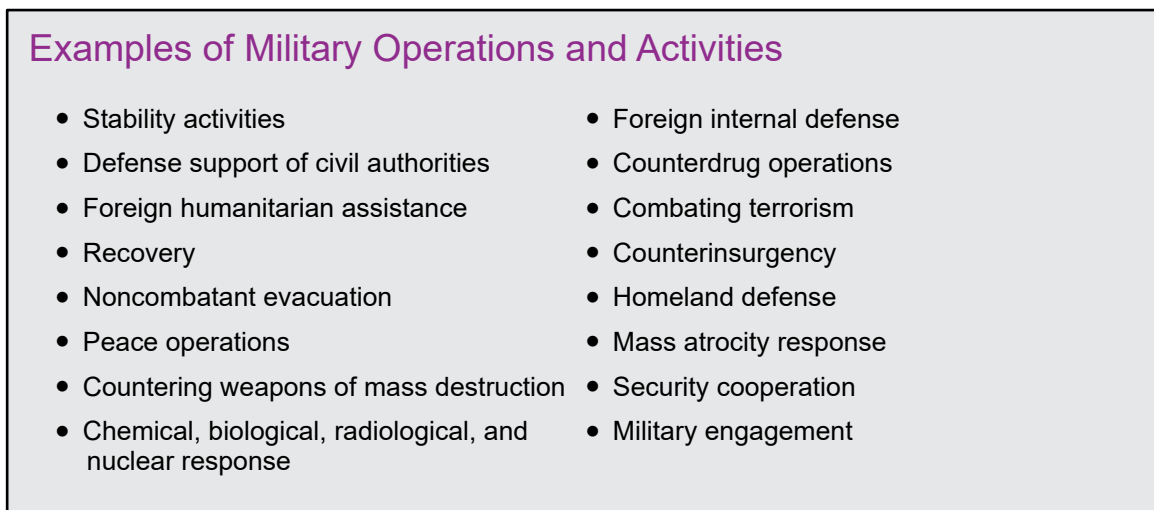 Examples of Military Operations and Activities
• Stability activities
• Defense support of civil authorities
• Foreign humanitarian assistance
• Recovery
• Noncombatant evacuation
• Peace operations
• Countering weapons of mass destruction
• Chemical, biological, radiological, and
nuclear response
• Foreign internal defense
• Counterdrug operations
• Combating terrorism
• Counterinsurgency
• Homeland defense
• Mass atrocity response
• Security cooperation
• Military engagement